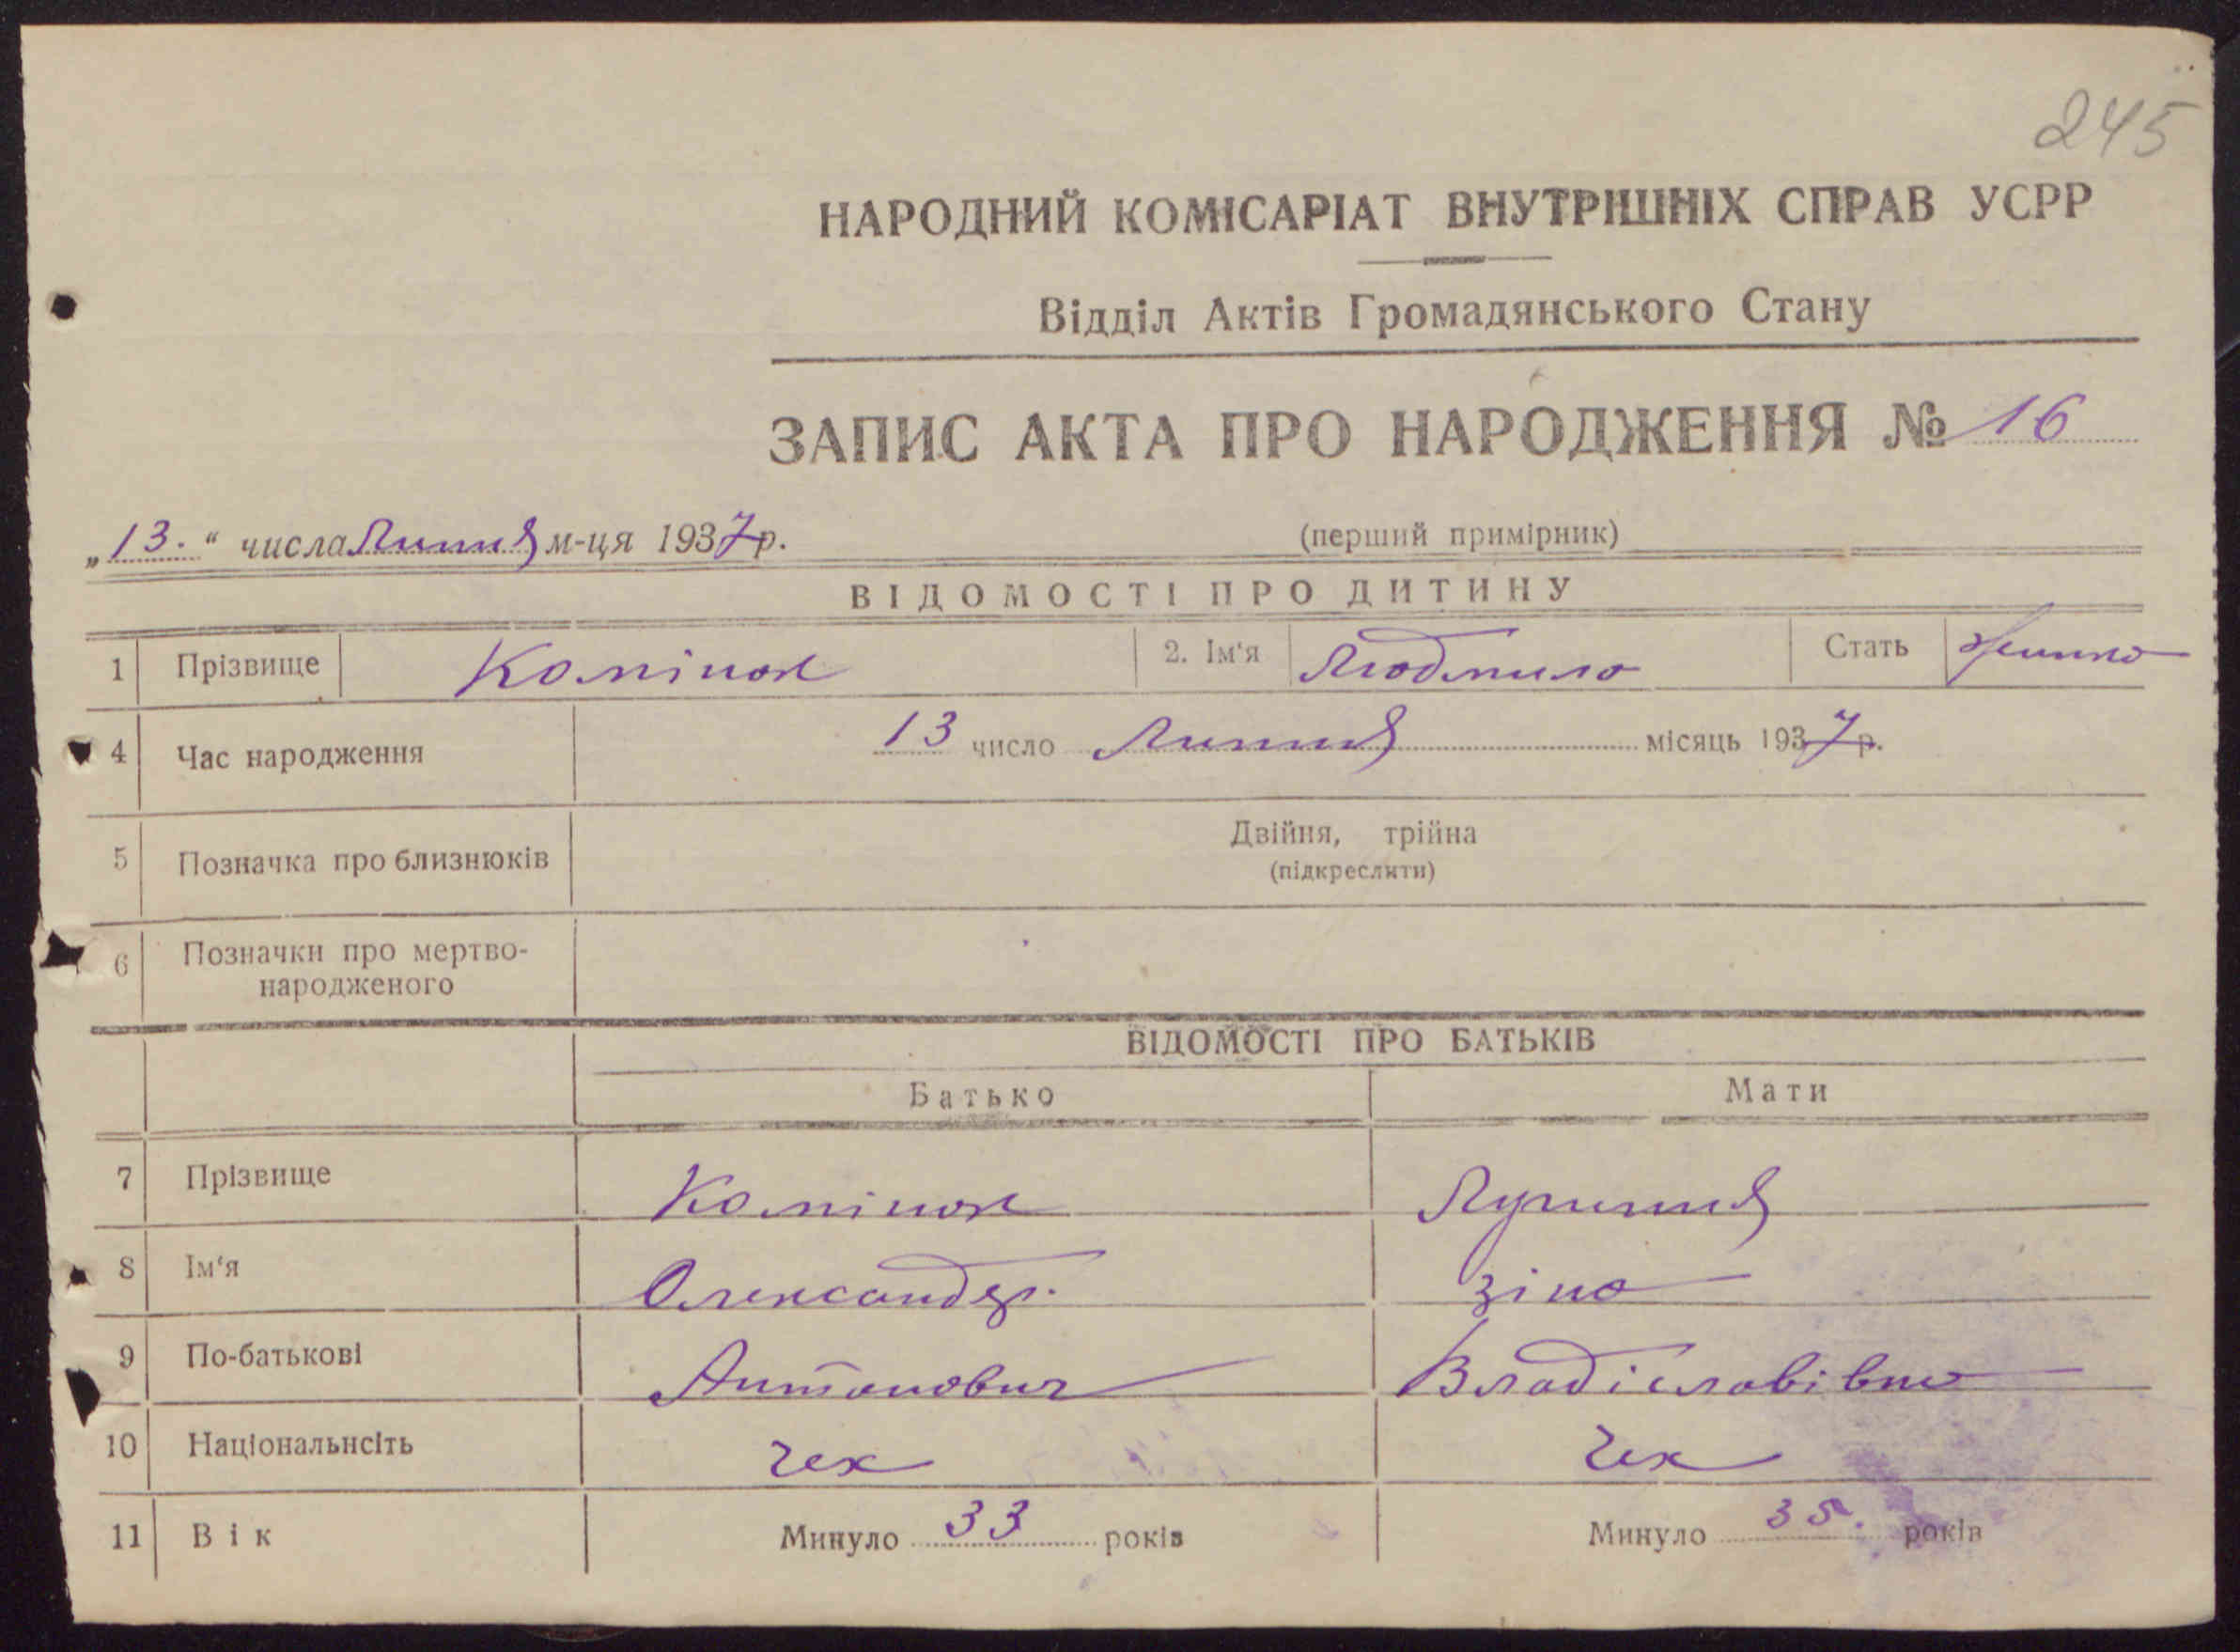 245
НАРОДНИЙ КОМІСАРІАТ ВНУТРІШНІХ СПРАВ УСРР
Відділ Актів Громадянського Стану
ЗАПИС АКТА ПРО НАРОДЖЕННЯ № 16
„13.“ числа Липня м-ця 1937 р. (перший примірник)
ВІДОМОСТІ ПРО ДИТИНУ
1 Прізвище 2. Ім'я Людмила Стать
4 Час народження 13 число Липня місяць 1937 р.
5 Позначка про близнюків Двійня, трійна
(підкреслити)
6 Позначки про мертво-
народженого
ВІДОМОСТІ ПРО БАТЬКІВ
Батько Мати
7 Прізвище
8 Ім'я Олександр. Зіна
9 По-батькові Антонович Владіславівна
10 Національнсіть чех чех
11 Вік Минуло 33 років Минуло 35. років